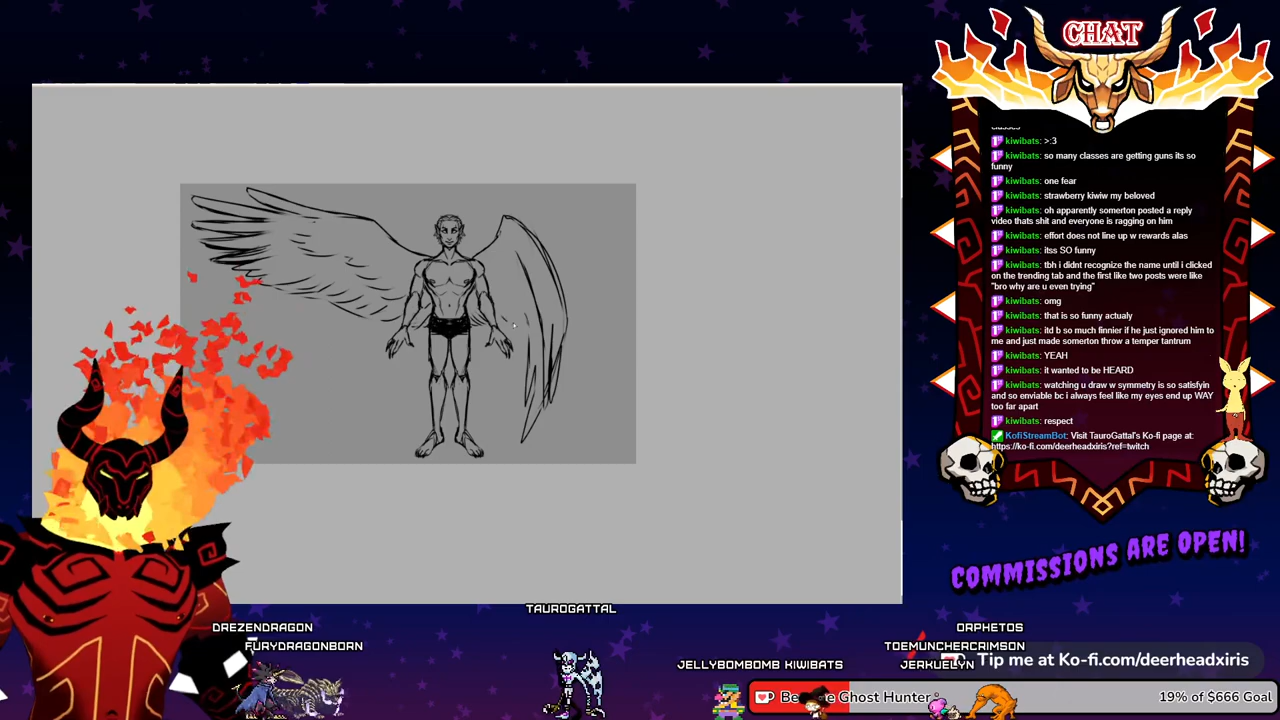 CHAT
classes
kiwibats: >:3
kiwibats: so many classes are getting guns its so
funny
kiwibats: one fear
kiwibats: strawberry kiwiw my beloved
kiwibats: oh apparently somerton posted a reply
video thats shit and everyone is ragging on him
kiwibats: effort does not line up w rewards alas
kiwibats: itss SO funny
kiwibats: tbh i didnt recognize the name until i clicked
on the trending tab and the first like two posts were like
"bro why are u even trying"
kiwibats: omg
kiwibats: that is so funny actualy
kiwibats: itd b so much finnier if he just ignored him to
me and just made somerton throw a temper tantrum
kiwibats: YEAH
kiwibats: it wanted to be HEARD
kiwibats: watching u draw w symmetry is so satisfyin
and so enviable bc i always feel like my eyes end up WAY
too far apart
kiwibats: respect
KofiStreamBot: Visit TauroGattal's Ko-fi page at:
https://ko-fi.com/deerheadxiris?ref=twitch
COMMISSIONS ARE OPEN!
TAUROGATTAL
DREZENDRAGON
FURYDRAGONBORN
ORPHETOS
TOEMUNCHERCRIMSON
JELLYBOMBOMB KIWIBATS
JERKUELYN
Tip me at Ko-fi.com/deerheadxiris
Ghost Hunter
19% of $666 Goal